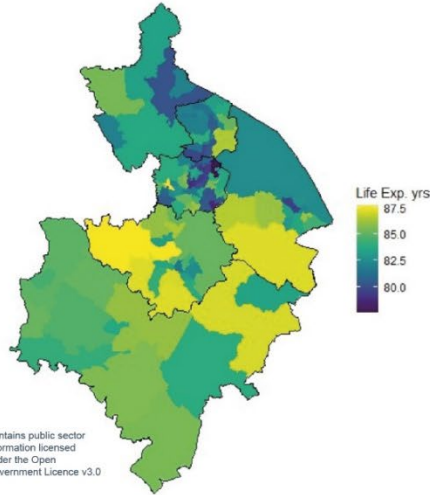 Life Exp. yrs
87.5
85.0
82.5
80.0
ntains public sector
ormation licensed
der the Open
vernment Licence v3.0